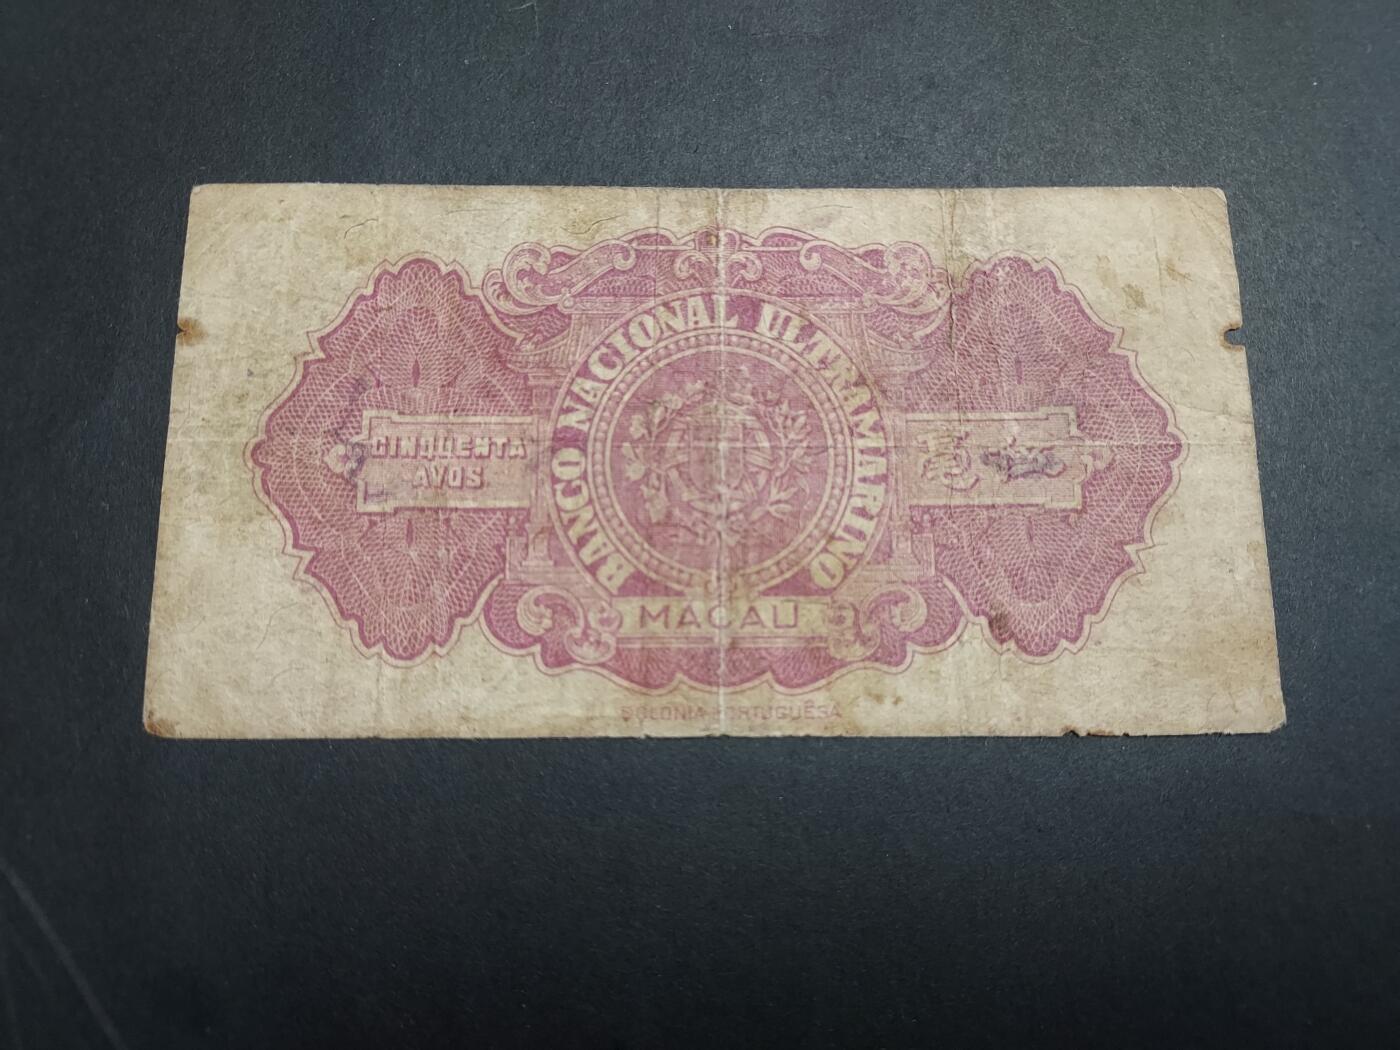 BANCO NACIONAL ULTRAMARINO
CINQUENTA
AVOS
MACAU
COLONIA PORTUGUÊSA